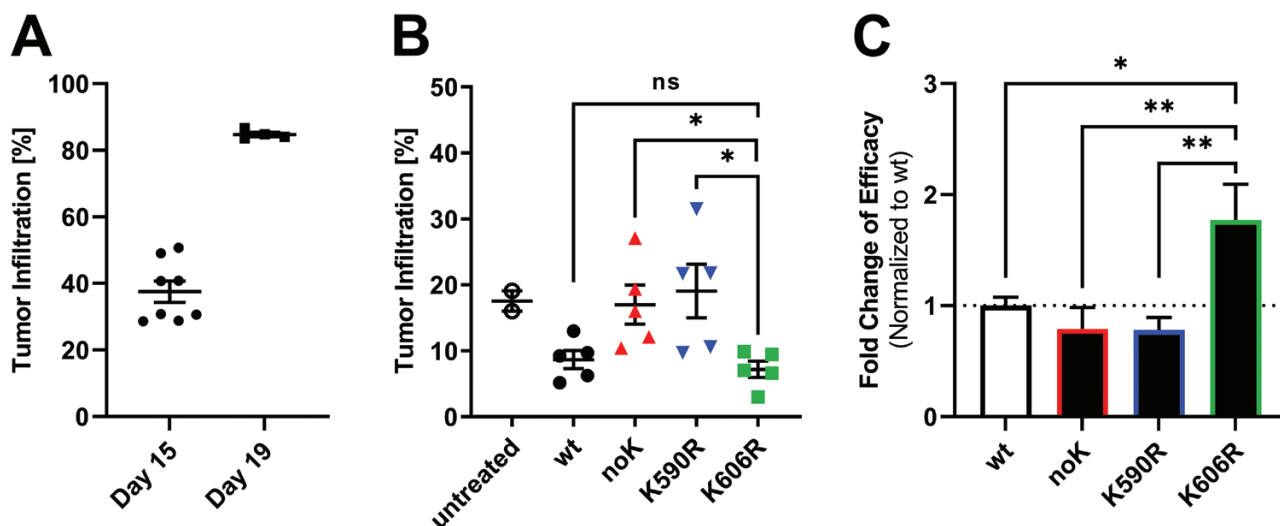 A
Tumor Infiltration [%]
100
80
60
40
20
0
Day 15
Day 19
B
Tumor Infiltration [%]
50
40
30
20
10
0
ns
*
*
untreated
wt
noK
K590R
K606R
C
Fold Change of Efficacy
(Normalized to wt)
3
2
1
0
*
**
**
wt
noK
K590R
K606R